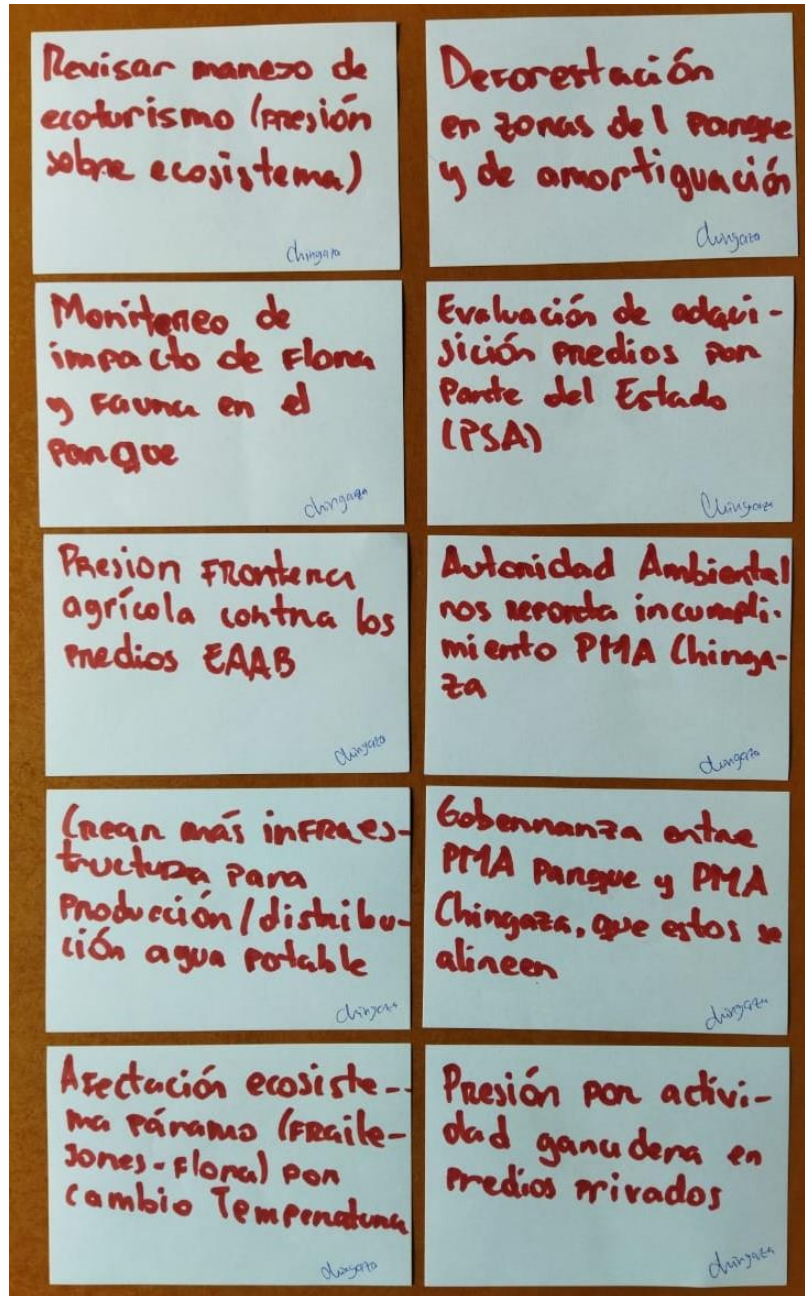 Revisar manejo de
ecoturismo (presión
sobre ecosistema)
Chingaza
Deforestación
en zonas del parque
y de amortiguación
Chingaza
Monitereo de
impacto de Flora
y Fauna en el
Parque
chingaza
Evaluación de adqui-
sición predios por
parte del Estado
(PSA)
Chingaza
Presion Frontera
agrícola contra los
predios EAAB
Chingaza
Autoridad Ambiental
nos reporta incumpli-
miento PMA Chinga-
za
Chingaza
Crear más infraes-
tructura para
Producción/distribu-
ción agua potable
chingaza
Gobernanza entre
PMA Parque y PMA
Chingaza, que estos se
alineen
chingaza
Afectación ecosiste-
ma páramo (Fraile-
jones-Flora) por
cambio Temperatura
chingaza
Presión por activi-
dad ganadera en
predios privados
chingaza